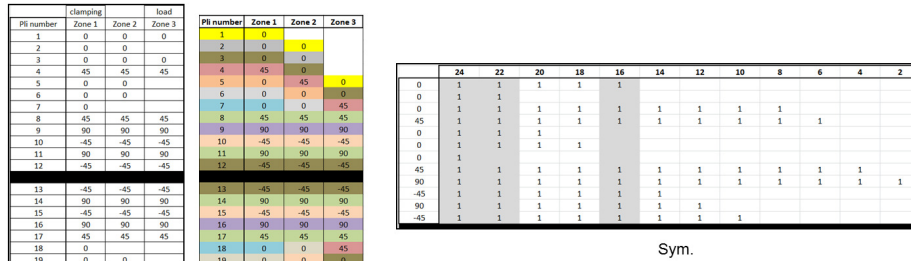 clamping load
Pli number Zone 1 Zone 2 Zone 3
1 0 0 0
2 0 0
3 0 0 0
4 45 45 45
5 0 0
6 0 0
7 0
8 45 45 45
9 90 90 90
10 -45 -45 -45
11 90 90 90
12 -45 -45 -45
13 -45 -45 -45
14 90 90 90
15 -45 -45 -45
16 90 90 90
17 45 45 45
18 0
19 0 0
Pli number Zone 1 Zone 2 Zone 3
1 0
2 0 0
3 0 0
4 45 0
5 0 45 0
6 0 0 0
7 0 0 45
8 45 45 45
9 90 90 90
10 -45 -45 -45
11 90 90 90
12 -45 -45 -45
13 -45 -45 -45
14 90 90 90
15 -45 -45 -45
16 90 90 90
17 45 45 45
18 0 0 45
19 0 0 0
24 22 20 18 16 14 12 10 8 6 4 2
0 1 1 1 1 1
0 1 1
0 1 1 1 1 1 1 1 1 1
45 1 1 1 1 1 1 1 1 1 1
0 1 1 1
0 1 1 1 1
0 1
45 1 1 1 1 1 1 1 1 1 1 1
90 1 1 1 1 1 1 1 1 1 1 1 1
-45 1 1 1 1 1 1
90 1 1 1 1 1 1 1
-45 1 1 1 1 1 1 1 1
Sym.